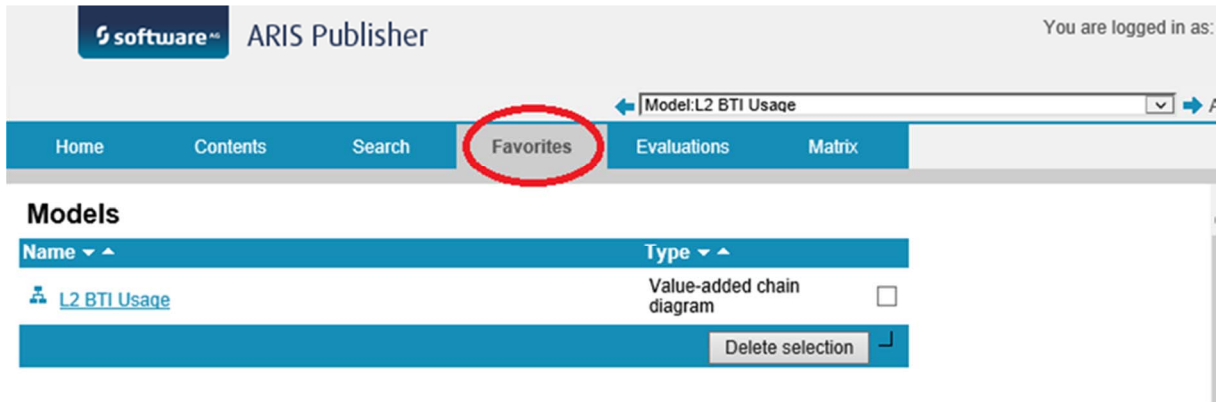 software AG ARIS Publisher You are logged in as:
Model:L2 BTI Usage
Home Contents Search Favorites Evaluations Matrix
Models
Name Type
L2 BTI Usage Value-added chain
diagram
Delete selection